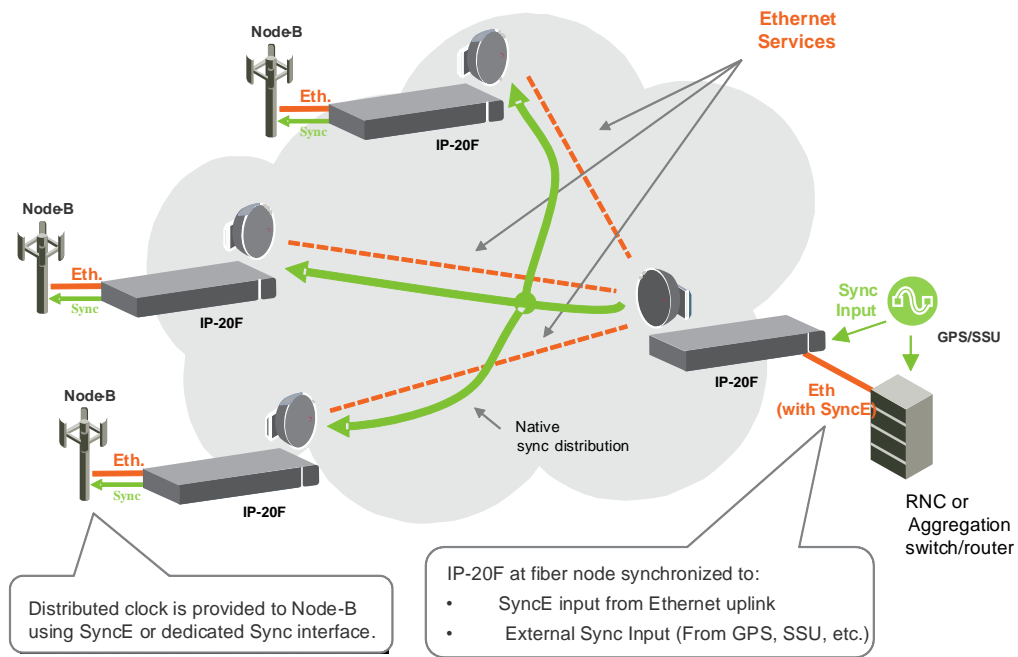 Ethernet
Services
Node-B
Eth.
Sync
IP-20F
Node-B
Eth.
Sync
IP-20F
Sync
Input
GPS/SSU
IP-20F
Eth
(with SyncE)
Node-B
Eth.
Sync
IP-20F
Native
sync distribution
RNC or
Aggregation
switch/router
Distributed clock is provided to Node-B
using SyncE or dedicated Sync interface.
IP-20F at fiber node synchronized to:
• SyncE input from Ethernet uplink
• External Sync Input (From GPS, SSU, etc.)